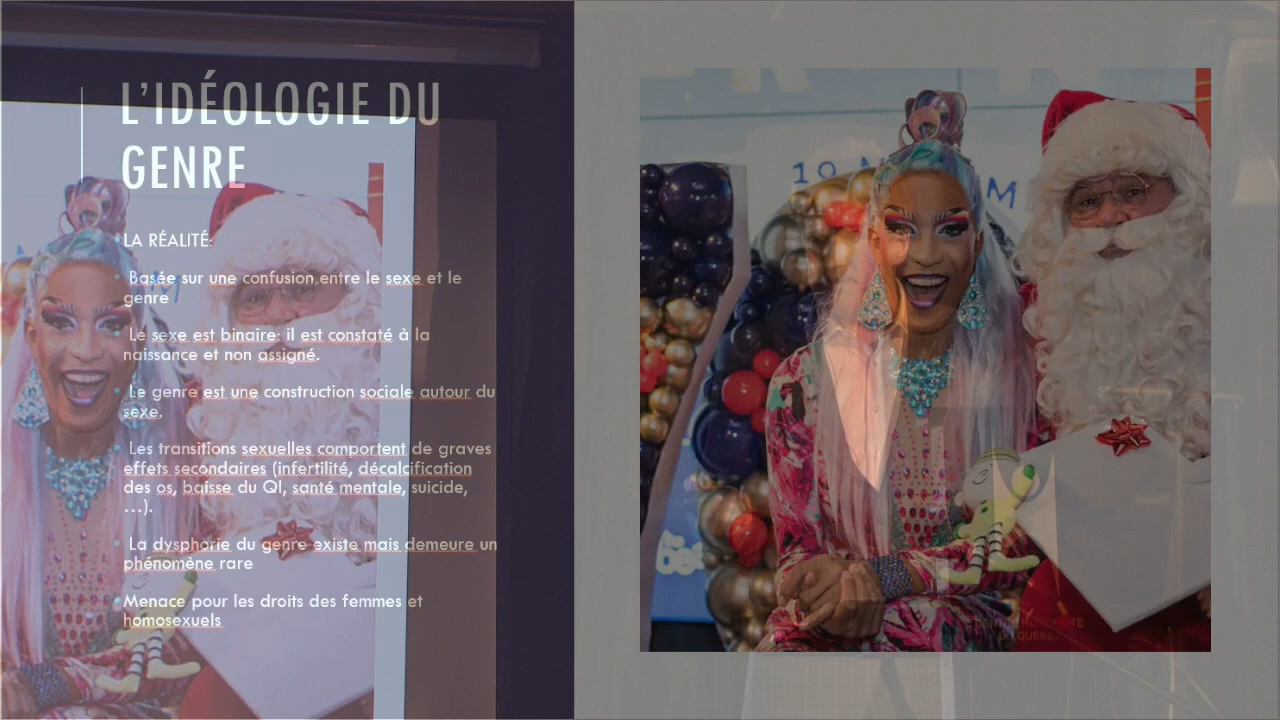 L'IDÉOLOGIE DU
GENRE
LA RÉALITÉ:
Basée sur une confusion entre le sexe et le
genre
Le sexe est binaire: il est constaté à la
naissance et non assigné.
Le genre est une construction sociale autour du
sexe.
Les transitions sexuelles comportent de graves
effets secondaires (infertilité, décalcification
des os, baisse du QI, santé mentale, suicide,
…).
La dysphorie du genre existe mais demeure un
phénomène rare
Menace pour les droits des femmes et
homosexuels
10
M